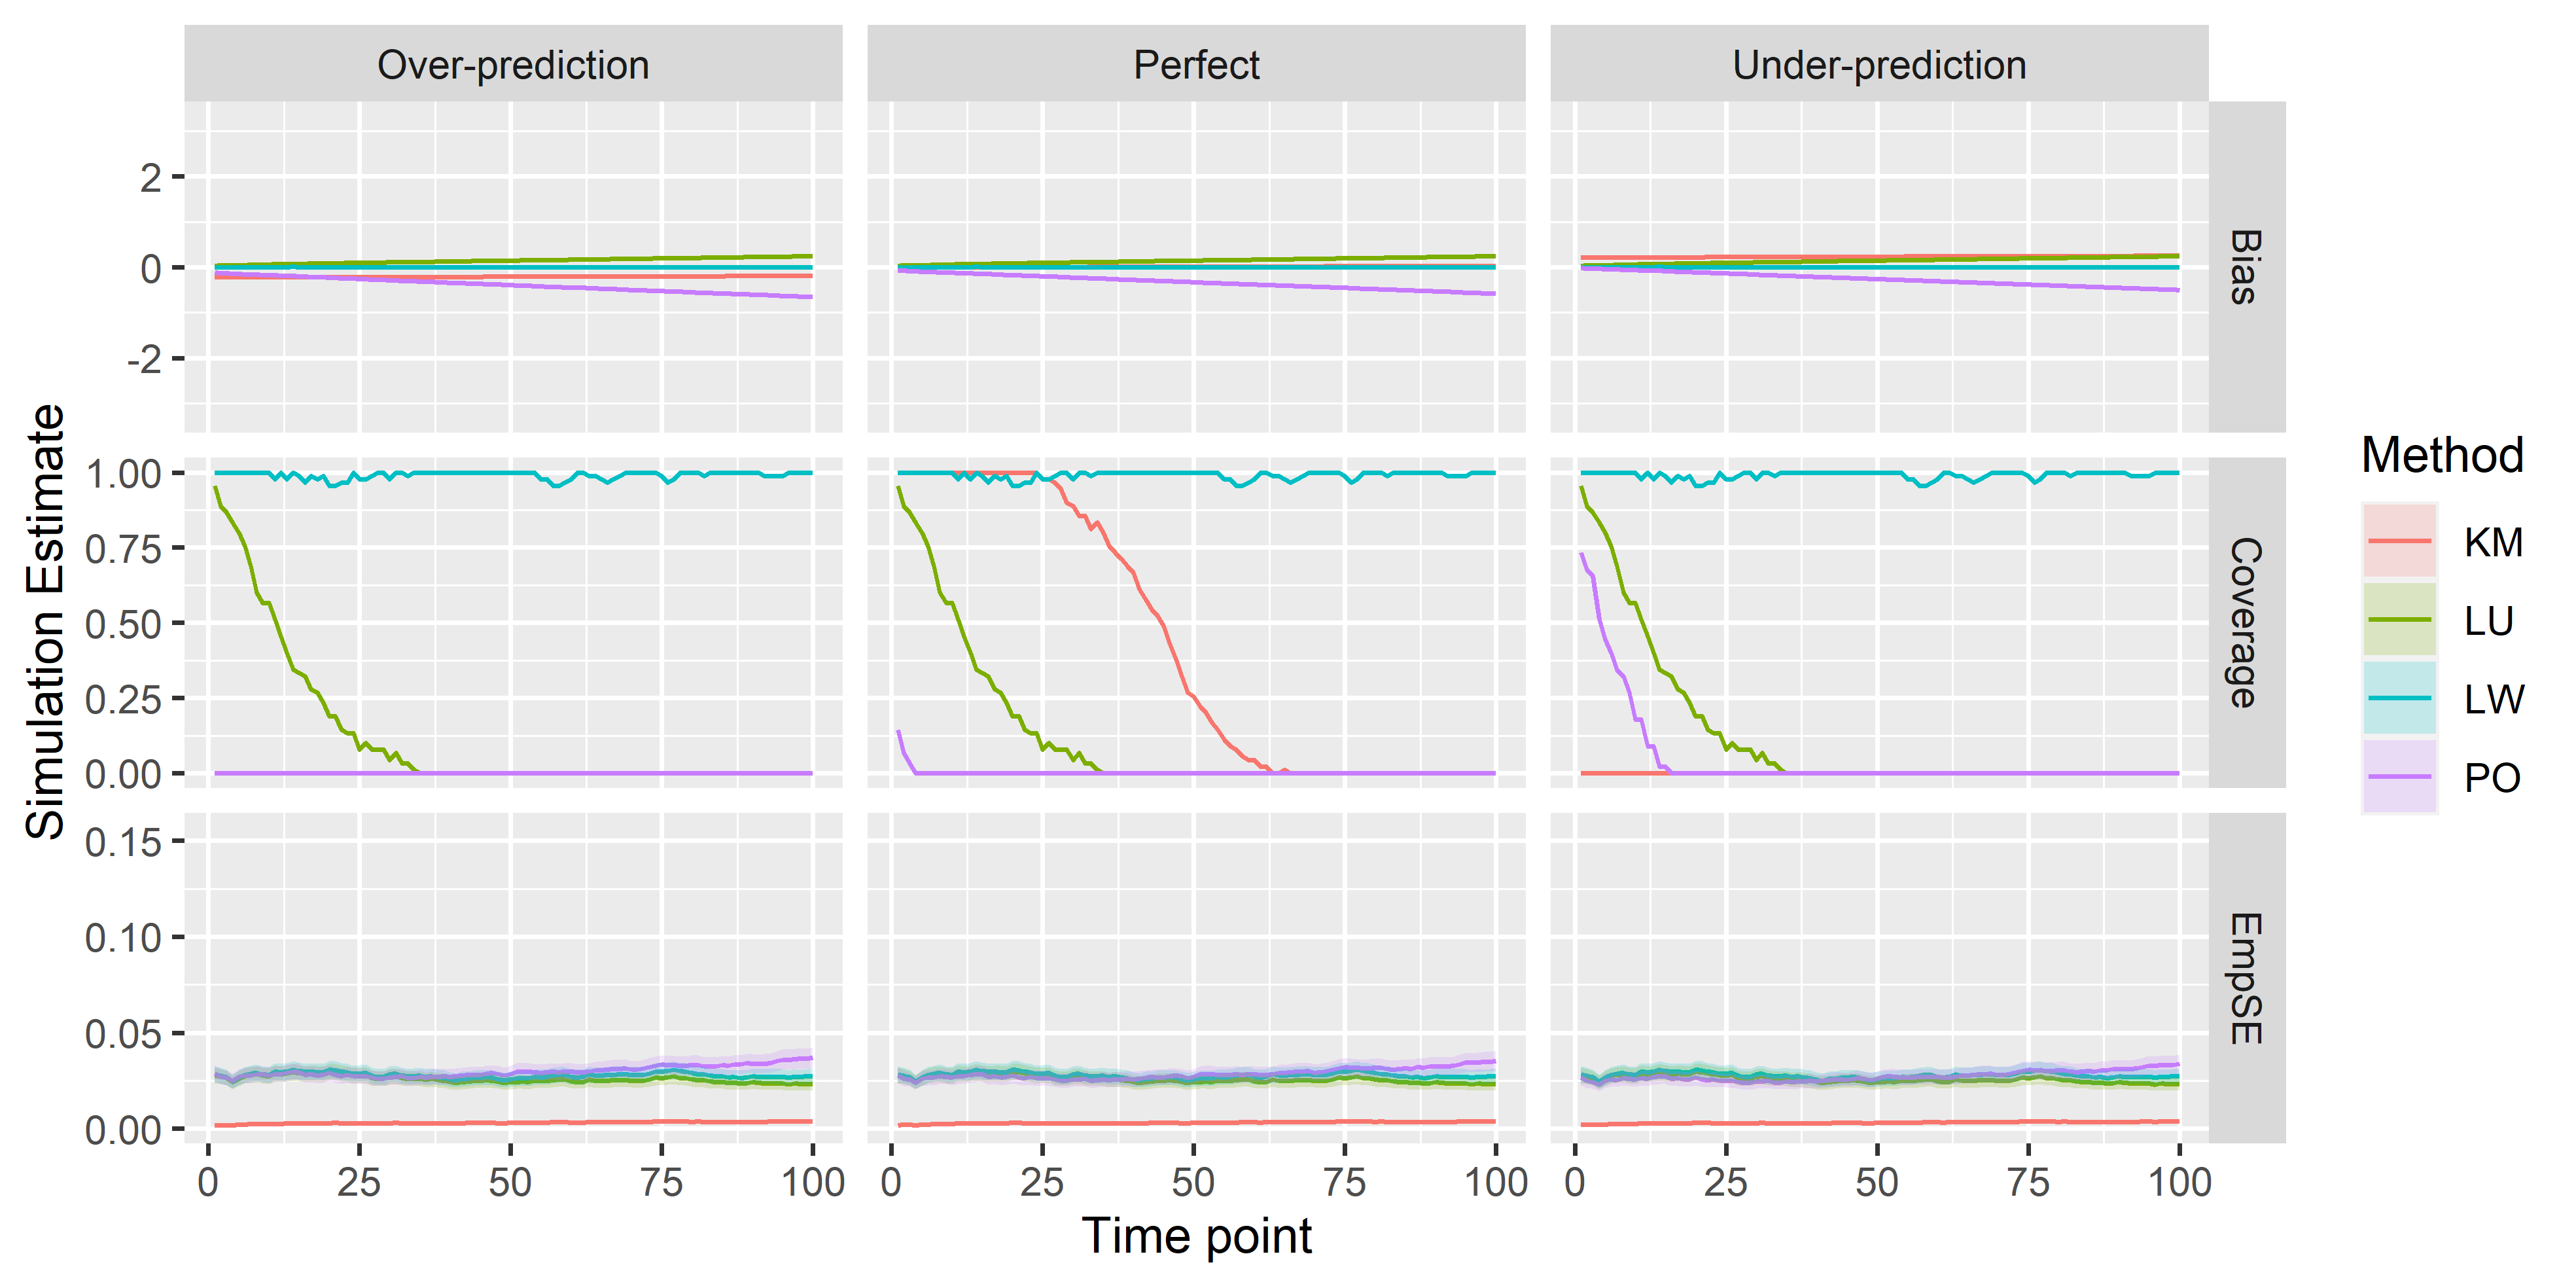 Over-prediction
Perfect
Under-prediction
Simulation Estimate
2
0
-2
Bias
1.00
0.75
0.50
0.25
0.00
Coverage
0.15
0.10
0.05
0.00
EmpSE
0 25 50 75 100
0 25 50 75 100
0 25 50 75 100
Time point
Method
KM
LU
LW
PO